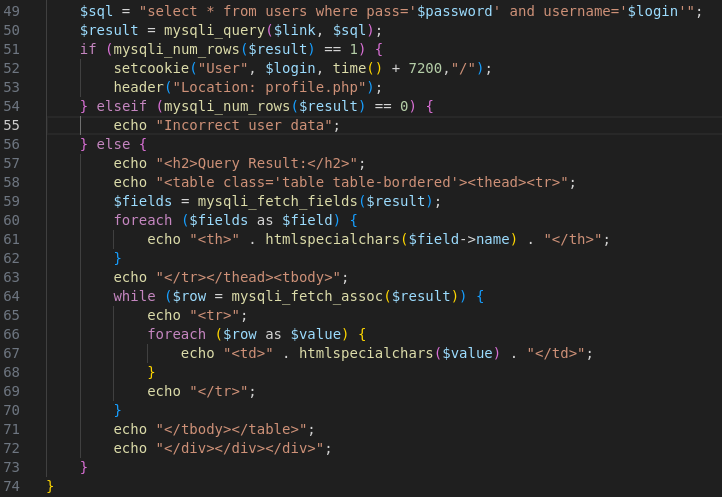 49 $sql = "select * from users where pass='$password' and username='$login'";
50 $result = mysqli_query($link, $sql);
51 if (mysqli_num_rows($result) == 1) {
52 setcookie("User", $login, time() + 7200,"/");
53 header("Location: profile.php");
54 } elseif (mysqli_num_rows($result) == 0) {
55 echo "Incorrect user data";
56 } else {
57 echo "<h2>Query Result:</h2>";
58 echo "<table class='table table-bordered'><thead><tr>";
59 $fields = mysqli_fetch_fields($result);
60 foreach ($fields as $field) {
61 echo "<th>" . htmlspecialchars($field->name) . "</th>";
62 }
63 echo "</tr></thead><tbody>";
64 while ($row = mysqli_fetch_assoc($result)) {
65 echo "<tr>";
66 foreach ($row as $value) {
67 echo "<td>" . htmlspecialchars($value) . "</td>";
68 }
69 echo "</tr>";
70 }
71 echo "</tbody></table>";
72 echo "</div></div></div>";
73 }
74 }